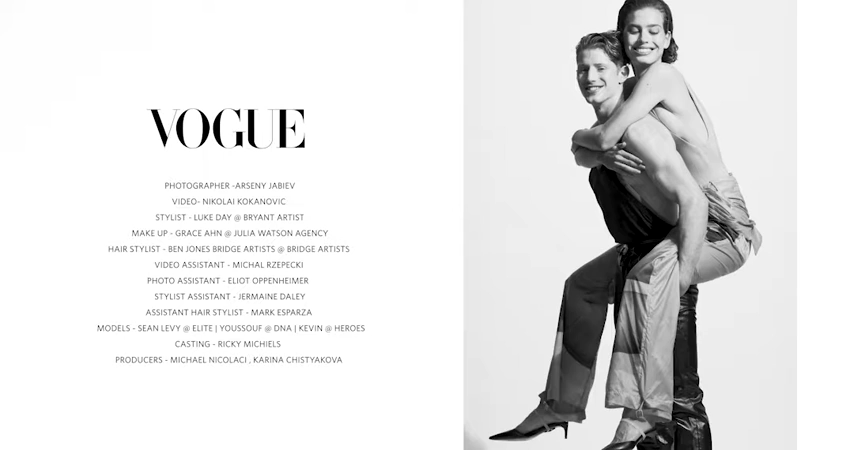 VOGUE
PHOTOGRAPHER -ARSENY JABIEV
VIDEO- NIKOLAI KOKANOVIC
STYLIST - LUKE DAY @ BRYANT ARTIST
MAKE UP - GRACE AHN @ JULIA WATSON AGENCY
HAIR STYLIST - BEN JONES BRIDGE ARTISTS @ BRIDGE ARTISTS
VIDEO ASSISTANT - MICHAL RZEPECKI
PHOTO ASSISTANT - ELIOT OPPENHEIMER
STYLIST ASSISTANT - JERMAINE DALEY
ASSISTANT HAIR STYLIST - MARK ESPARZA
MODELS - SEAN LEVY @ ELITE | YOUSSOUF @ DNA | KEVIN @ HEROES
CASTING - RICKY MICHIELS
PRODUCERS - MICHAEL NICOLACI , KARINA CHISTYAKOVA